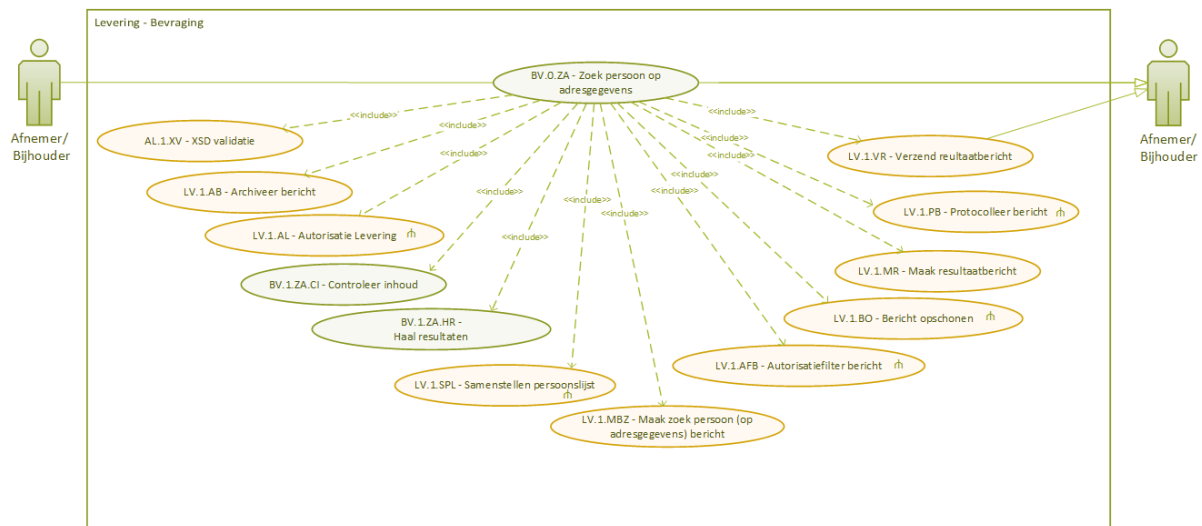 Levering - Bevraging
BV.0.ZA - Zoek persoon op
adresgegevens
Afnemer/
Bijhouder
Afnemer/
Bijhouder
<<include>>
<<include>>
<<include>>
<<include>>
<<include>>
<<include>>
<<include>>
<<include>>
<<include>>
<<include>>
<<include>>
<<include>>
AL.1.XV - XSD validatie
LV.1.VR - Verzend reultaatbericht
LV.1.AB - Archiveer bericht
LV.1.PB - Protocolleer bericht
LV.1.AL - Autorisatie Levering
LV.1.MR - Maak resultaatbericht
BV.1.ZA.CI - Controleer inhoud
LV.1.BO - Bericht opschonen
BV.1.ZA.HR -
Haal resultaten
LV.1.AFB - Autorisatiefilter bericht
LV.1.SPL - Samenstellen persoonslijst
LV.1.MBZ - Maak zoek persoon (op
adresgegevens) bericht